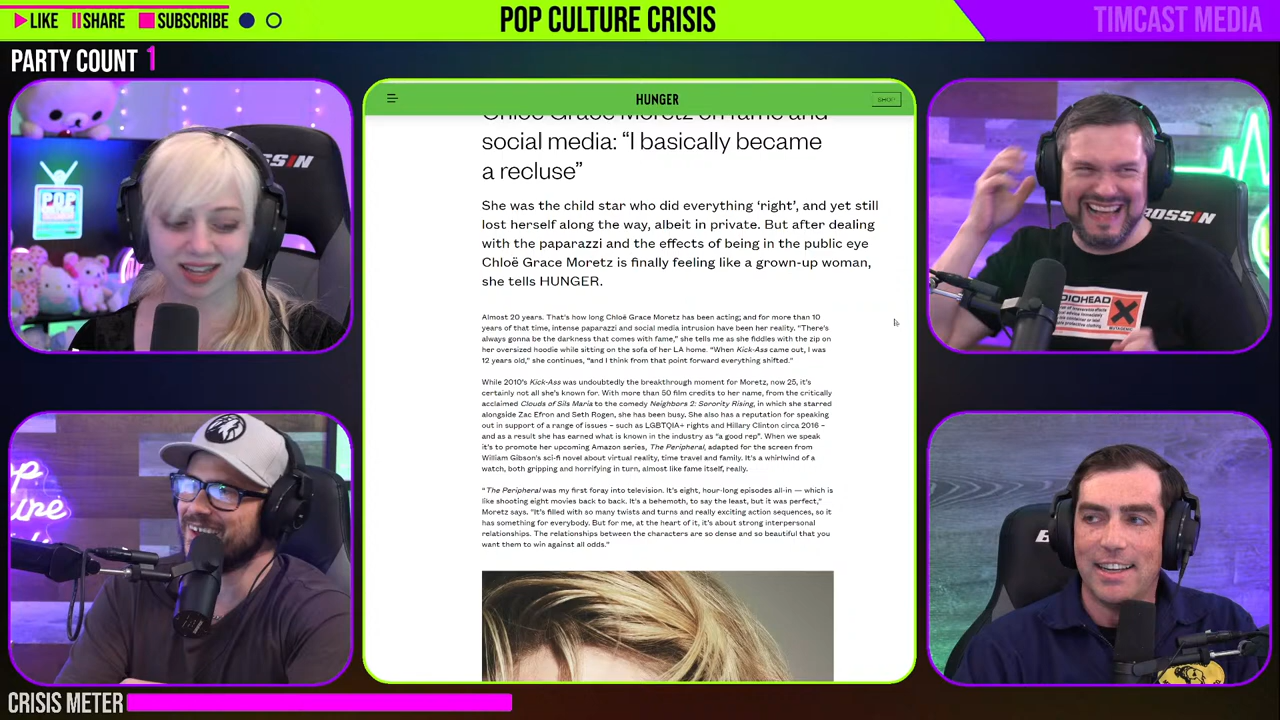 LIKE SHARE SUBSCRIBE
POP CULTURE CRISIS
TIMCAST MEDIA
PARTY COUNT 1
HUNGER
SHOP
Chloë Grace Moretz on fame and
social media: “I basically became
a recluse”
She was the child star who did everything ‘right’, and yet still
lost herself along the way, albeit in private. But after dealing
with the paparazzi and the effects of being in the public eye
Chloë Grace Moretz is finally feeling like a grown-up woman,
she tells HUNGER.
Almost 20 years. That’s how long Chloë Grace Moretz has been acting; and for more than 10
years of that time, intense paparazzi and social media intrusion have been her reality. “There’s
always gonna be the darkness that comes with fame,” she tells me as she fiddles with the zip on
her oversized hoodie while sitting on the sofa of her LA home. “When Kick-Ass came out, I was
12 years old,” she continues, “and I think from that point forward everything shifted.”
While 2010’s Kick-Ass was undoubtedly the breakthrough moment for Moretz, now 25, it’s
certainly not all she’s known for. With more than 50 film credits to her name, from the critically
acclaimed Clouds of Sils Maria to the comedy Neighbors 2: Sorority Rising, in which she starred
alongside Zac Efron and Seth Rogen, she has been busy. She also has a reputation for speaking
out in support of a range of issues – such as LGBTQIA+ rights and Hillary Clinton circa 2016 –
and as a result she has earned what is known in the industry as “a good rep”. When we speak
it’s to promote her upcoming Amazon series, The Peripheral, adapted for the screen from
William Gibson’s sci-fi novel about virtual reality, time travel and family. It’s a whirlwind of a
watch, both gripping and horrifying in turn, almost like fame itself, really.
“The Peripheral was my first foray into television. It’s eight, hour-long episodes all-in — which is
like shooting eight movies back to back. It’s a behemoth, to say the least, but it was perfect,”
Moretz says. “It’s filled with so many twists and turns and really exciting action sequences, so it
has something for everybody. But for me, at the heart of it, it’s about strong interpersonal
relationships. The relationships between the characters are so dense and so beautiful that you
want them to win against all odds.”
POP
SSIN
ROSSIN
DIOHEAD
CRISIS METER